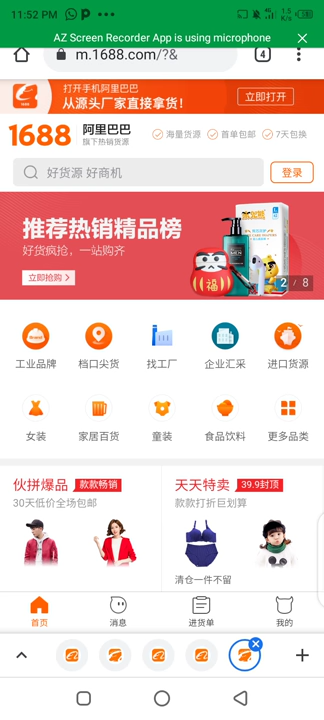 11:52 PM
4G
1.5
K/s
AZ Screen Recorder App is using microphone
m.1688.com/?&
4
打开手机阿里巴巴
从源头厂家直接拿货!
立即打开
1688 阿里巴巴
旗下热销货源
海量货源 首单包邮 7天包换
好货源 好商机
登录
推荐热销精品榜
好货疯抢,一站购齐
立即抢购 >
2 / 8
工业品牌 档口尖货 找工厂 企业汇采 进口货源
女装 家居百货 童装 食品饮料 更多品类
伙拼爆品 款款畅销
30天低价全场包邮
天天特卖 39.9封顶
款款打折巨划算
清仓一件不留
首页 消息 进货单 我的